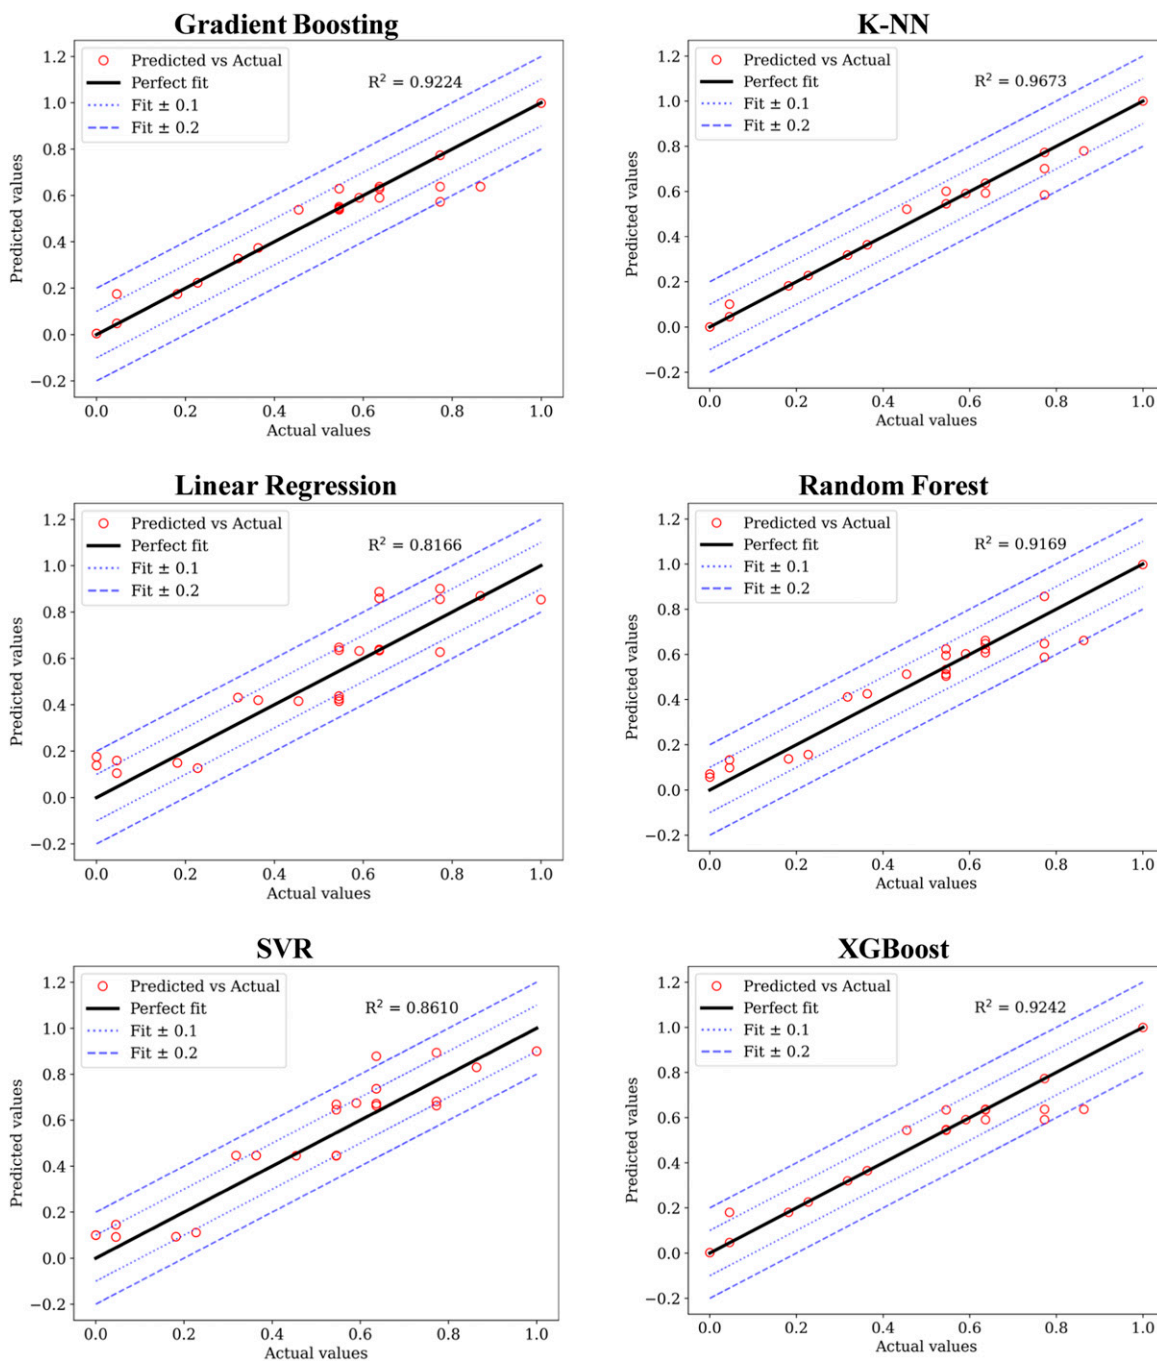 Gradient Boosting
Predicted vs Actual
Perfect fit
Fit ± 0.1
Fit ± 0.2
R² = 0.9224
1.2
1.0
0.8
0.6
0.4
0.2
0.0
−0.2
Predicted values
0.0 0.2 0.4 0.6 0.8 1.0
Actual values
K-NN
Predicted vs Actual
Perfect fit
Fit ± 0.1
Fit ± 0.2
R² = 0.9673
1.2
1.0
0.8
0.6
0.4
0.2
0.0
−0.2
Predicted values
0.0 0.2 0.4 0.6 0.8 1.0
Actual values
Linear Regression
Predicted vs Actual
Perfect fit
Fit ± 0.1
Fit ± 0.2
R² = 0.8166
1.2
1.0
0.8
0.6
0.4
0.2
0.0
−0.2
Predicted values
0.0 0.2 0.4 0.6 0.8 1.0
Actual values
Random Forest
Predicted vs Actual
Perfect fit
Fit ± 0.1
Fit ± 0.2
R² = 0.9169
1.2
1.0
0.8
0.6
0.4
0.2
0.0
−0.2
Predicted values
0.0 0.2 0.4 0.6 0.8 1.0
Actual values
SVR
Predicted vs Actual
Perfect fit
Fit ± 0.1
Fit ± 0.2
R² = 0.8610
1.2
1.0
0.8
0.6
0.4
0.2
0.0
−0.2
Predicted values
0.0 0.2 0.4 0.6 0.8 1.0
Actual values
XGBoost
Predicted vs Actual
Perfect fit
Fit ± 0.1
Fit ± 0.2
R² = 0.9242
1.2
1.0
0.8
0.6
0.4
0.2
0.0
−0.2
Predicted values
0.0 0.2 0.4 0.6 0.8 1.0
Actual values